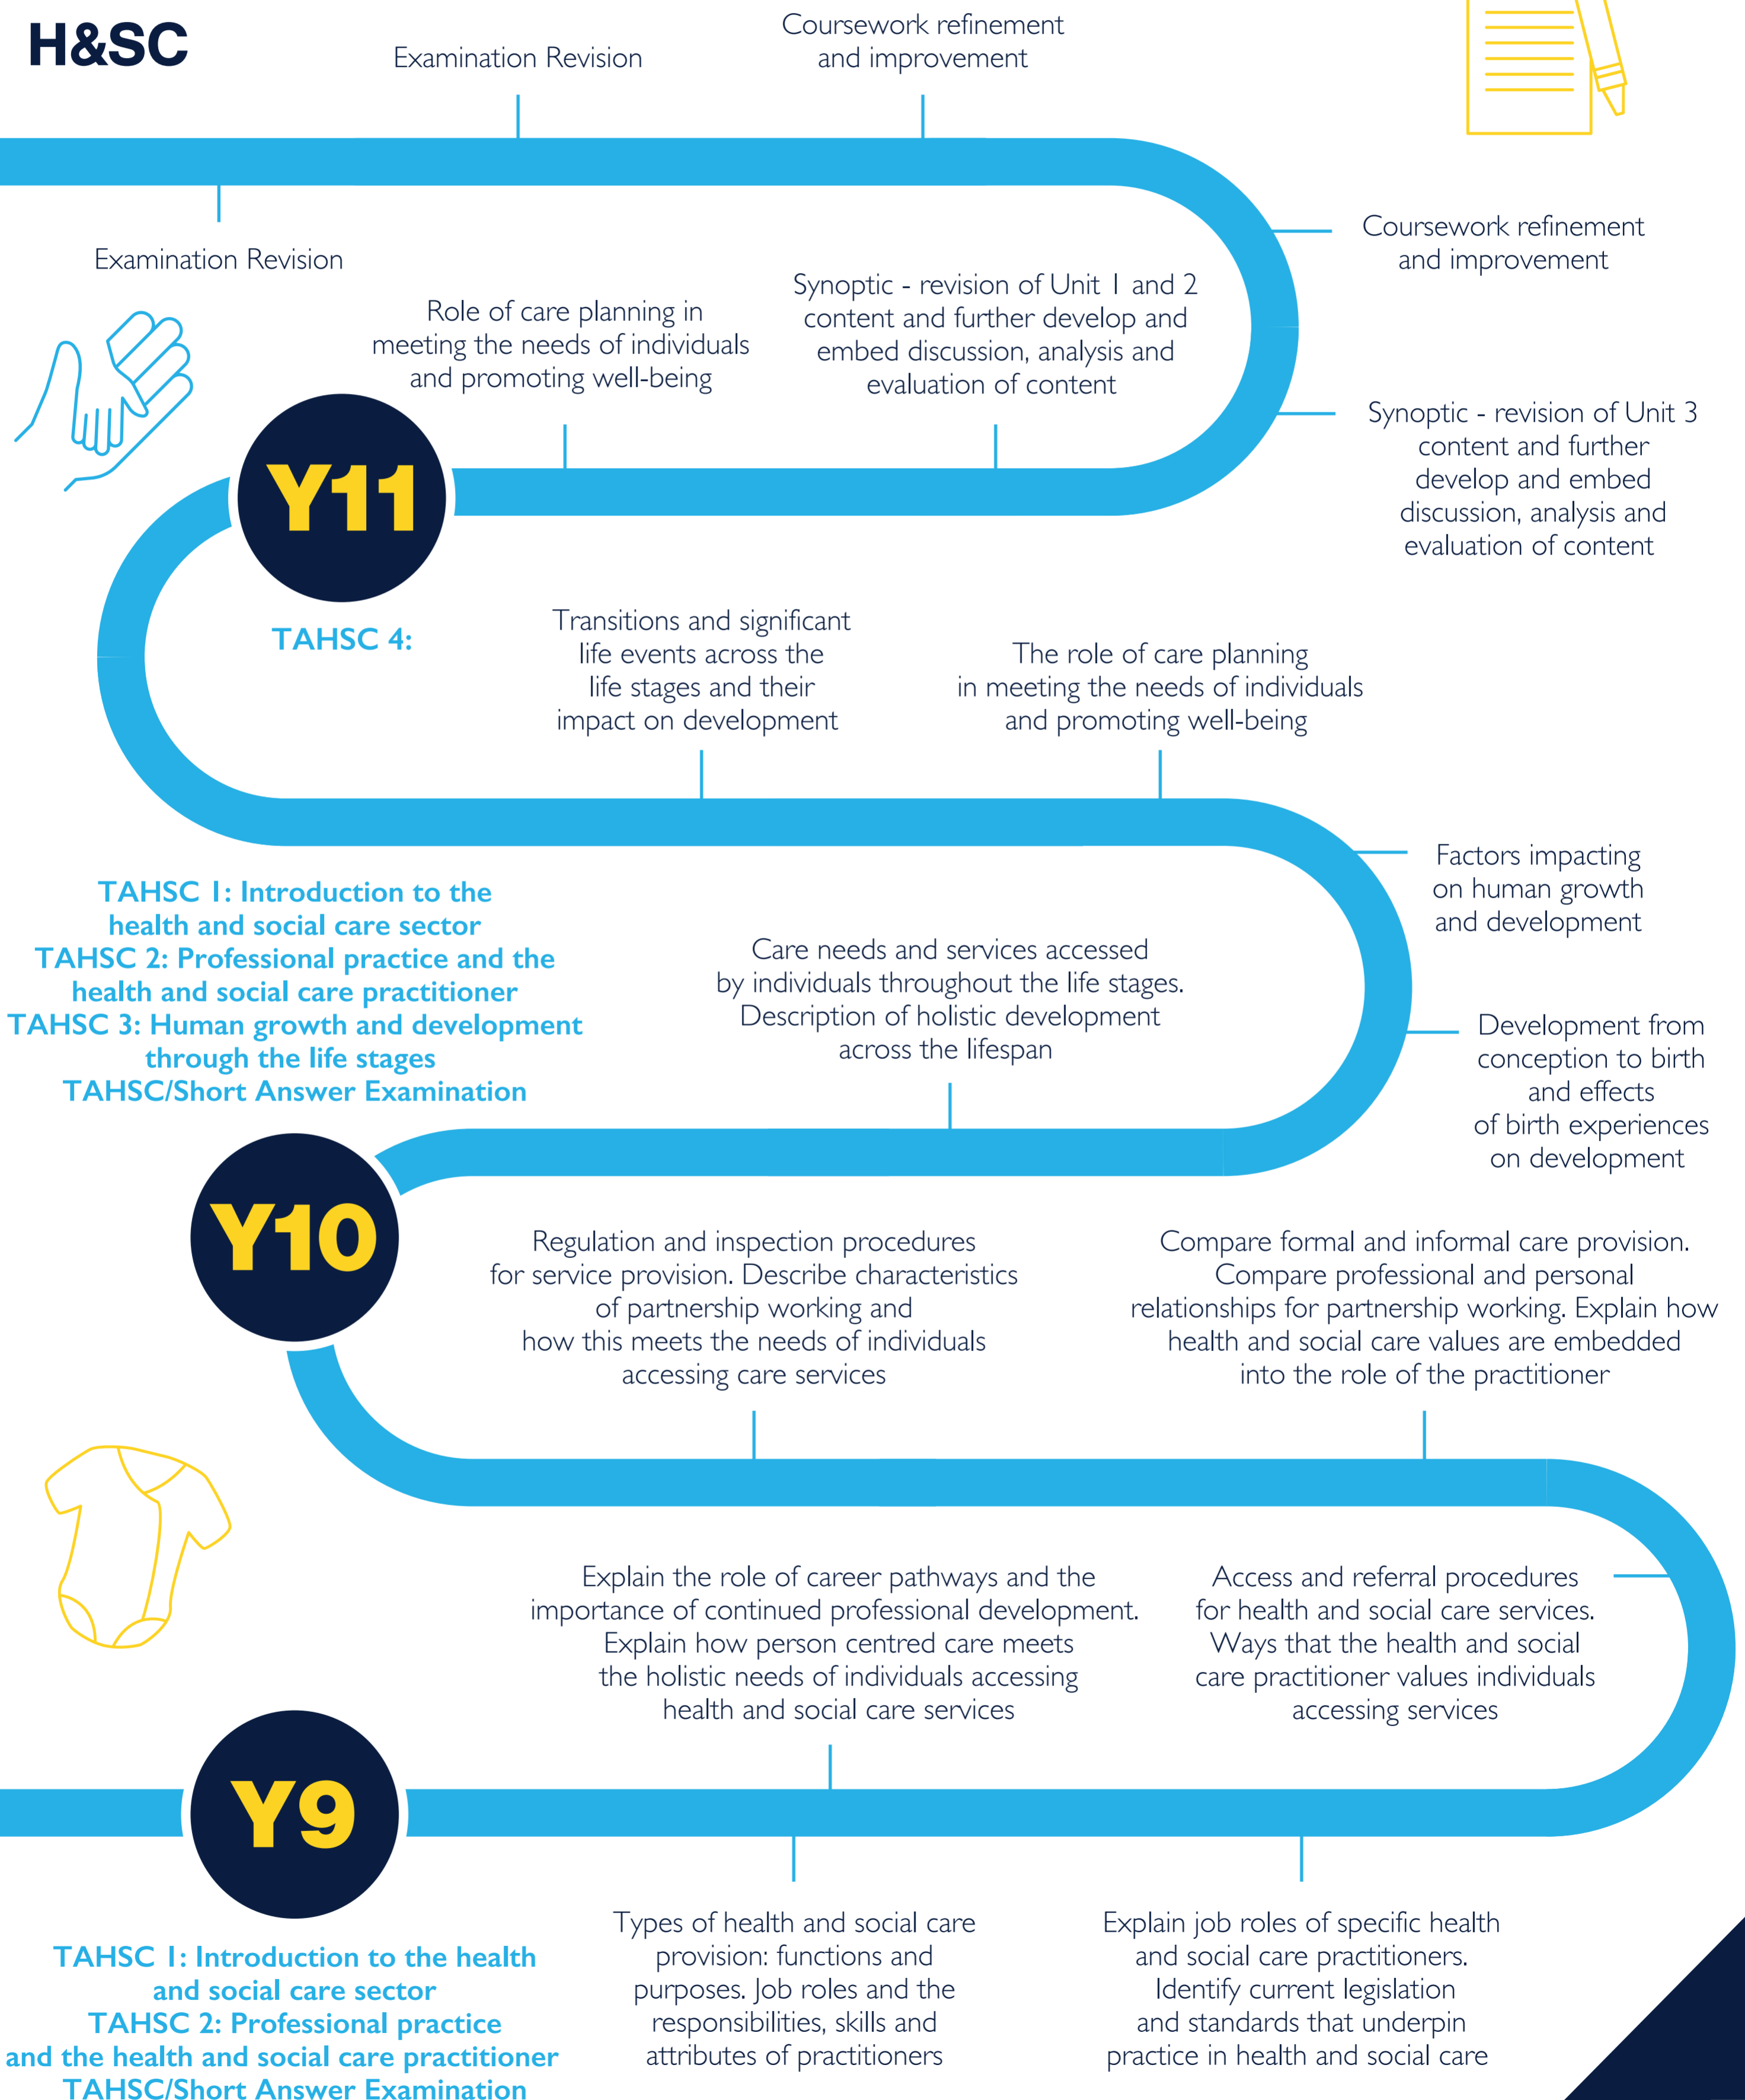 H&SC
Examination Revision
Coursework refinement
and improvement
Examination Revision
Coursework refinement
and improvement
Role of care planning in
meeting the needs of individuals
and promoting well-being
Synoptic - revision of Unit 1 and 2
content and further develop and
embed discussion, analysis and
evaluation of content
Synoptic - revision of Unit 3
content and further
develop and embed
discussion, analysis and
evaluation of content
Y11
TAHSC 4:
Transitions and significant
life events across the
life stages and their
impact on development
The role of care planning
in meeting the needs of individuals
and promoting well-being
Factors impacting
on human growth
and development
TAHSC 1: Introduction to the
health and social care sector
TAHSC 2: Professional practice and the
health and social care practitioner
TAHSC 3: Human growth and development
through the life stages
TAHSC/Short Answer Examination
Care needs and services accessed
by individuals throughout the life stages.
Description of holistic development
across the lifespan
Development from
conception to birth
and effects
of birth experiences
on development
Y10
Regulation and inspection procedures
for service provision. Describe characteristics
of partnership working and
how this meets the needs of individuals
accessing care services
Compare formal and informal care provision.
Compare professional and personal
relationships for partnership working. Explain how
health and social care values are embedded
into the role of the practitioner
Explain the role of career pathways and the
importance of continued professional development.
Explain how person centred care meets
the holistic needs of individuals accessing
health and social care services
Access and referral procedures
for health and social care services.
Ways that the health and social
care practitioner values individuals
accessing services
Y9
TAHSC 1: Introduction to the health
and social care sector
TAHSC 2: Professional practice
and the health and social care practitioner
TAHSC/Short Answer Examination
Types of health and social care
provision: functions and
purposes. Job roles and the
responsibilities, skills and
attributes of practitioners
Explain job roles of specific health
and social care practitioners.
Identify current legislation
and standards that underpin
practice in health and social care